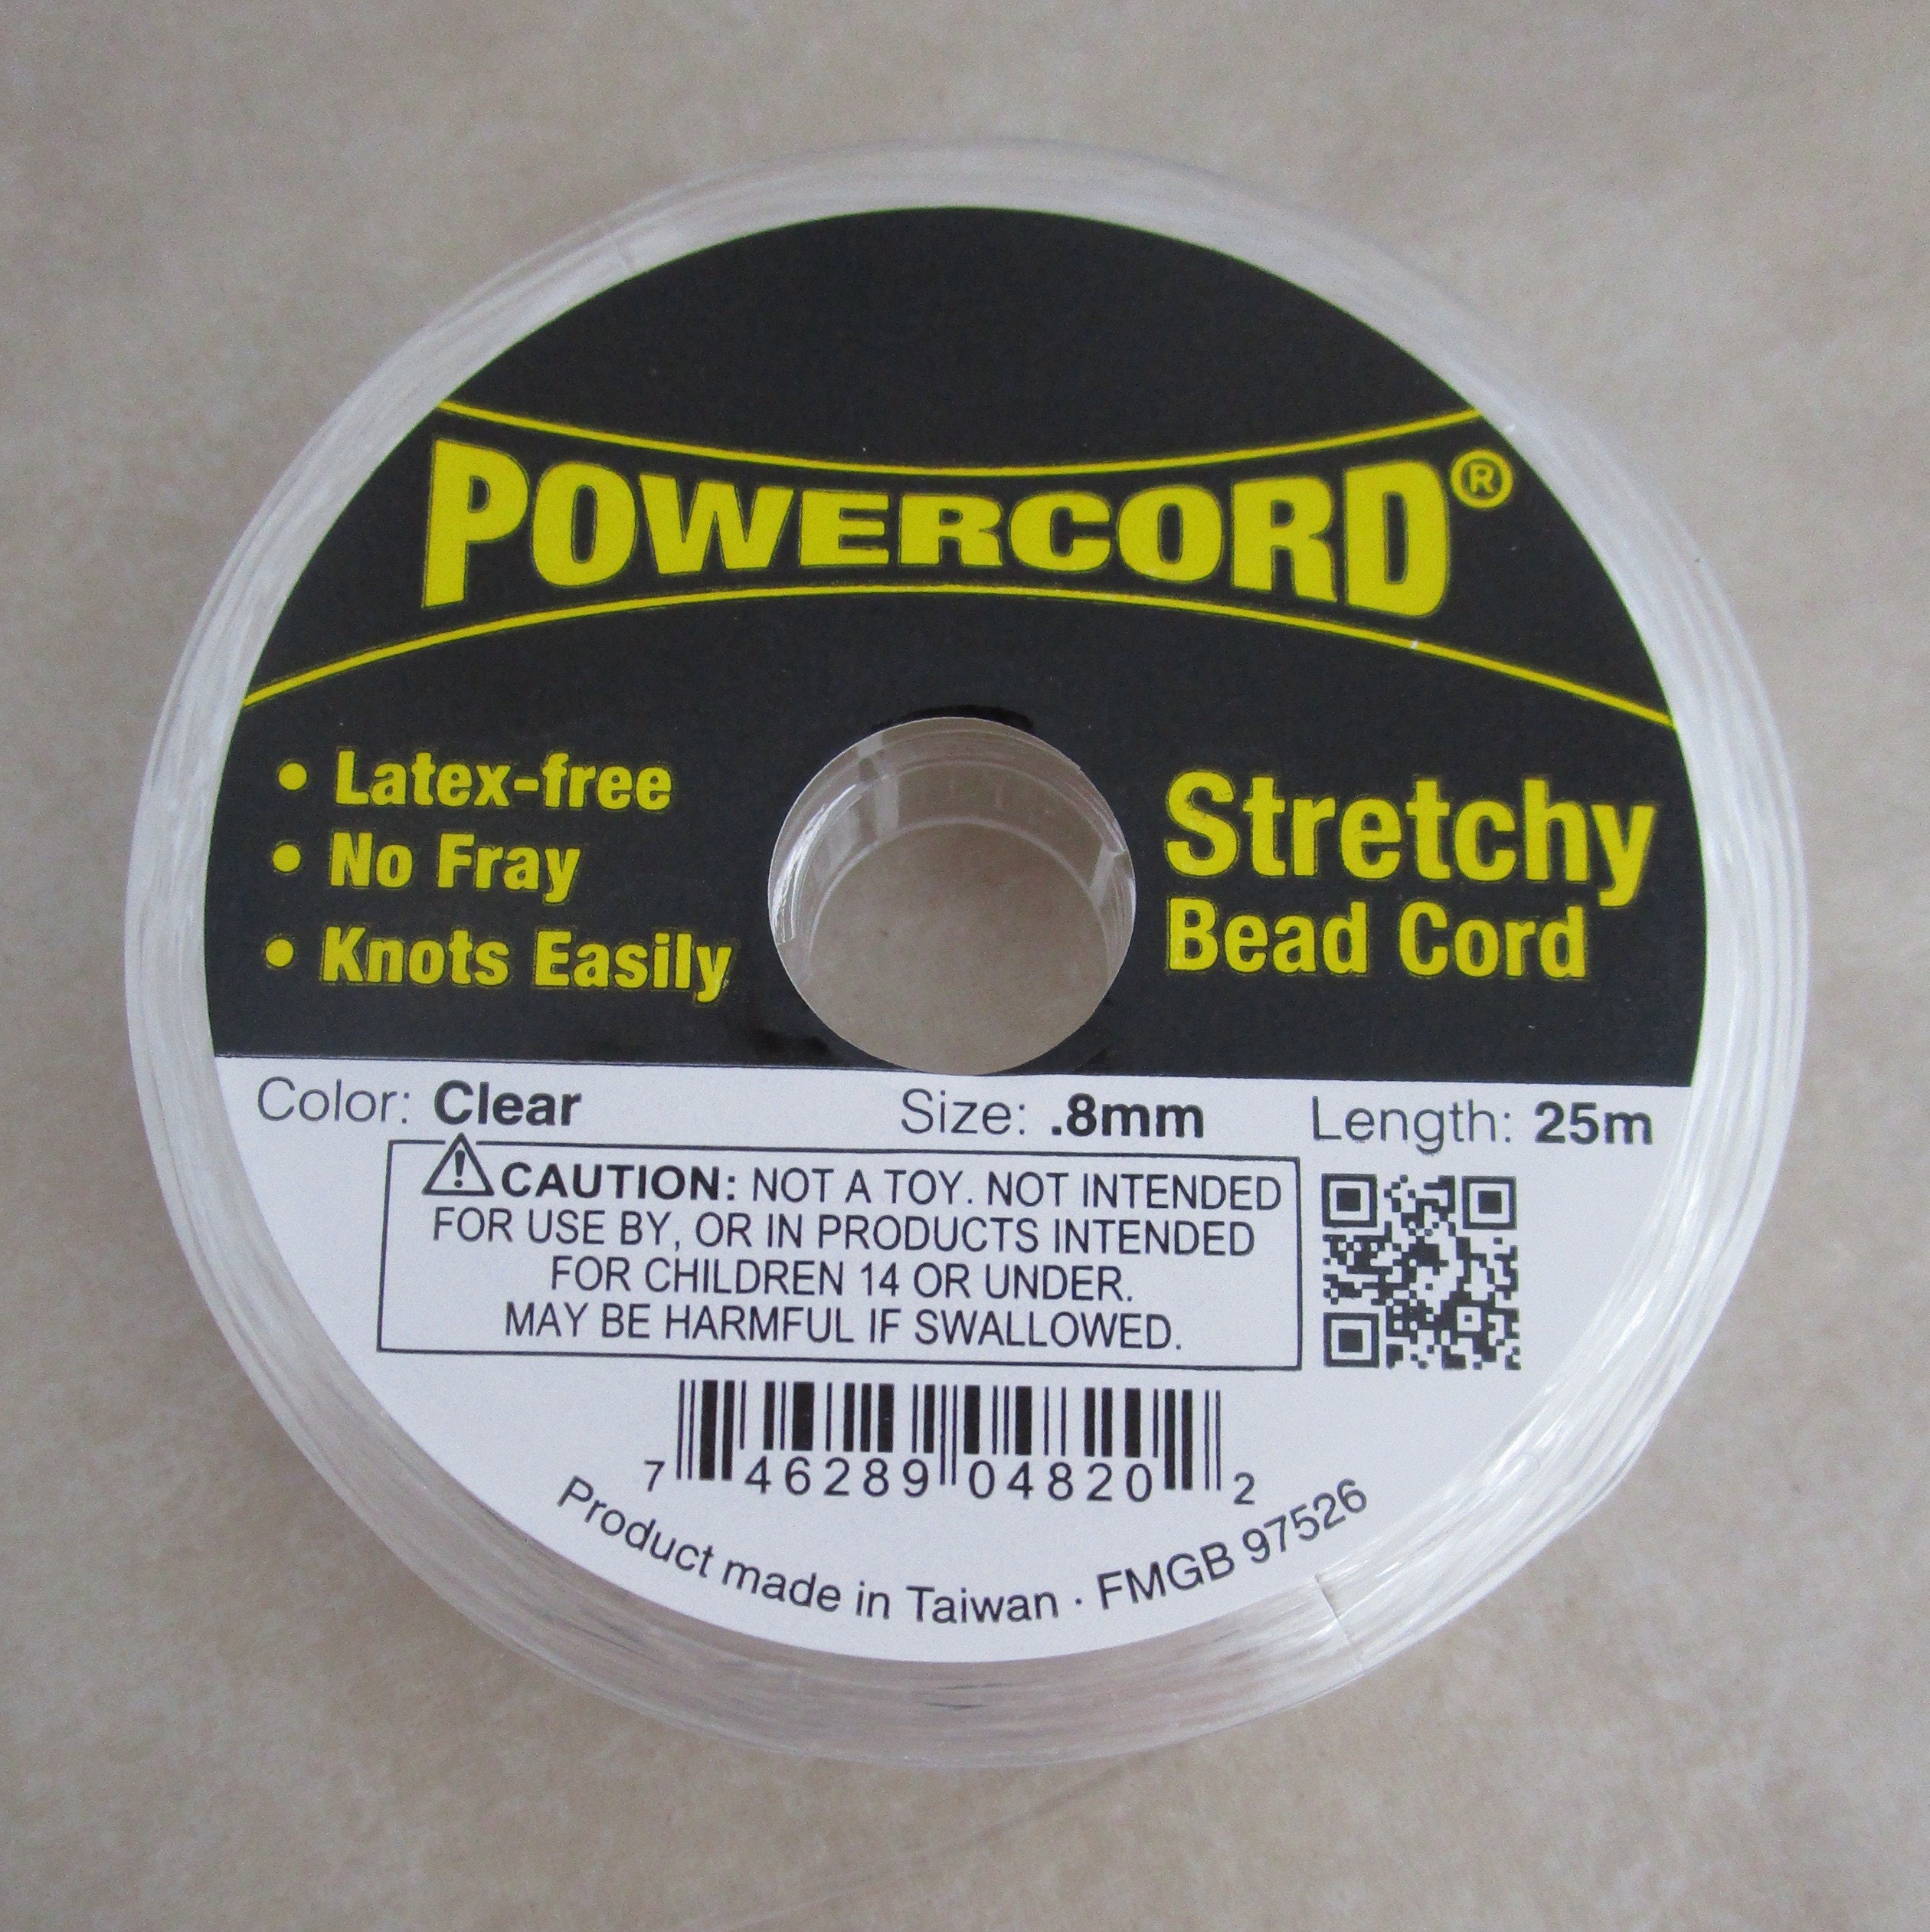 POWERCORD®
• Latex-free
• No Fray
• Knots Easily
Stretchy
Bead Cord
Color: Clear
Size: .8mm
Length: 25m
⚠CAUTION: NOT A TOY. NOT INTENDED
FOR USE BY, OR IN PRODUCTS INTENDED
FOR CHILDREN 14 OR UNDER.
MAY BE HARMFUL IF SWALLOWED.
7 46289 04820 2
Product made in Taiwan · FMGB 97526